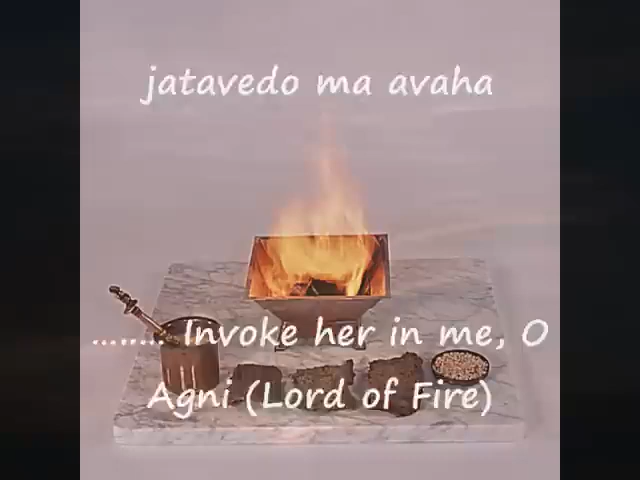 jatavedo ma avaha
........ Invoke her in me, O
Agni (Lord of Fire)